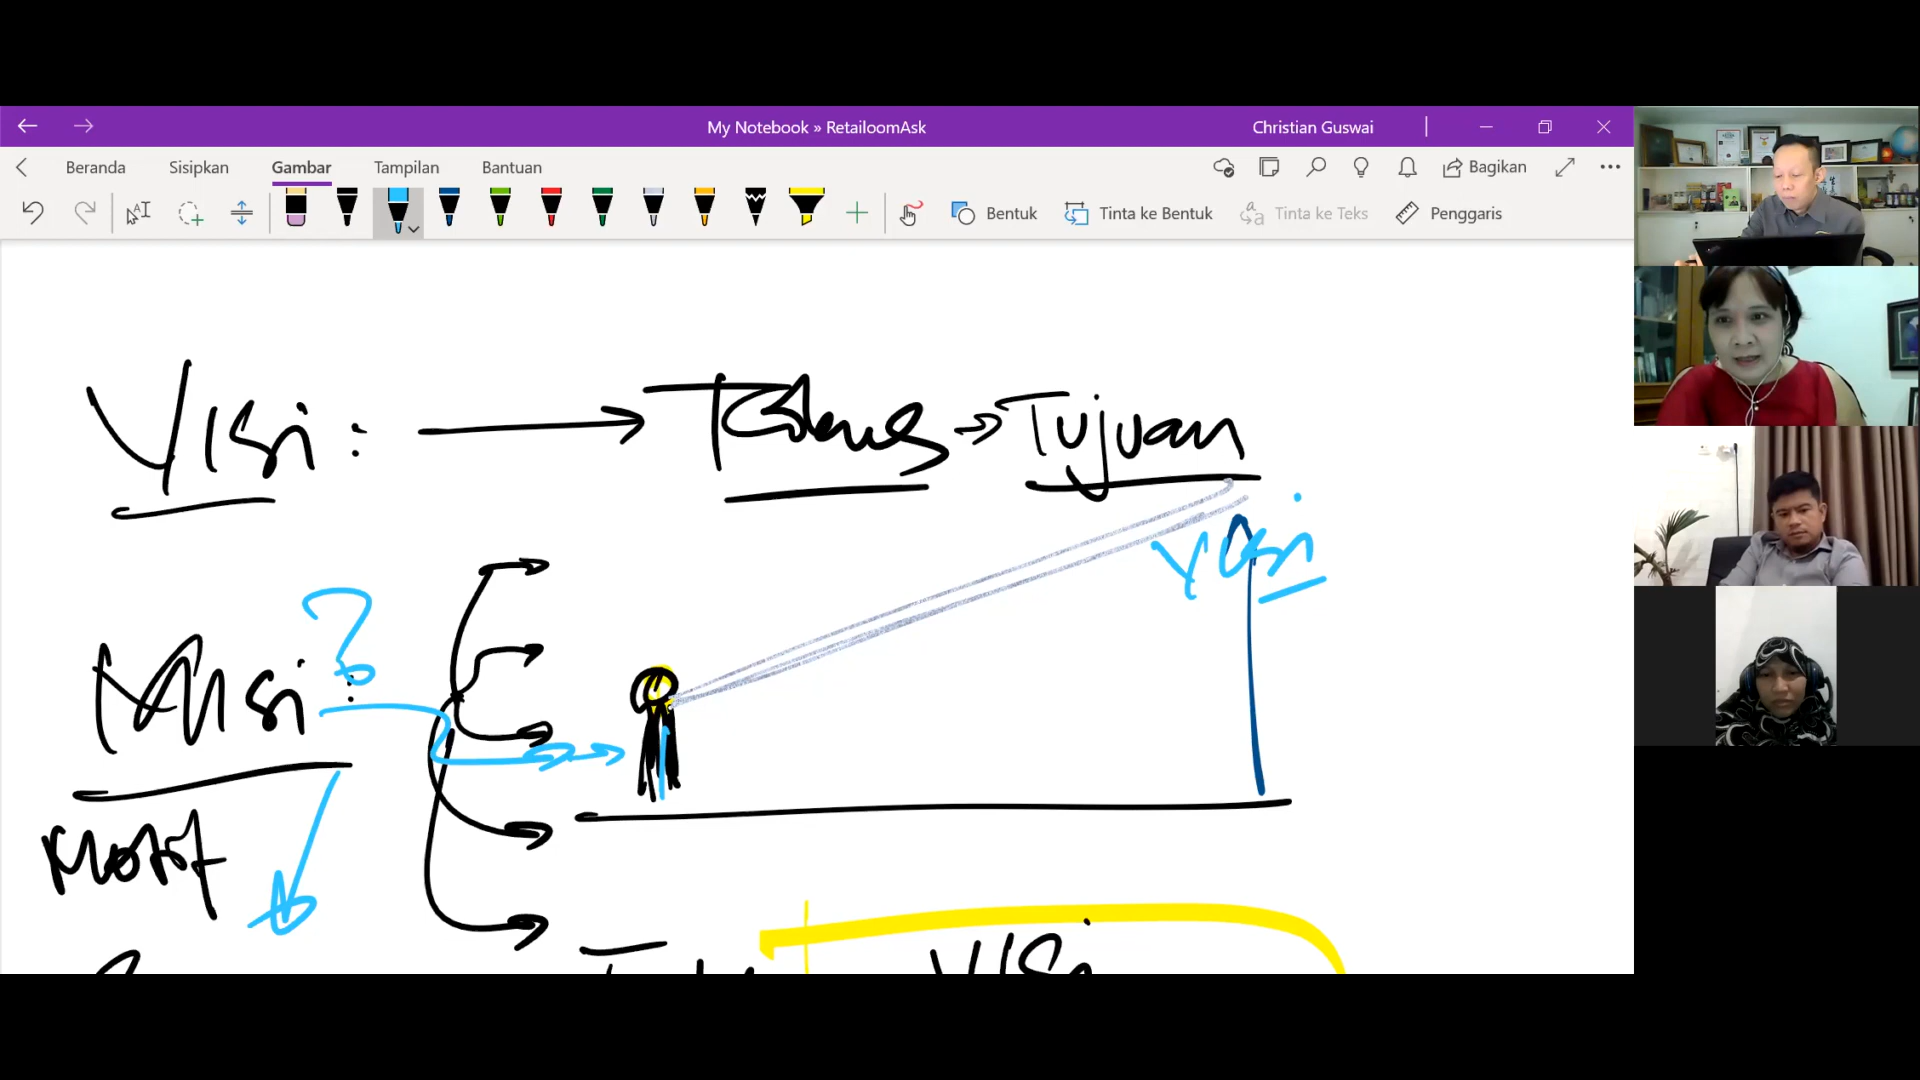 My Notebook » RetailoomAsk
Christian Guswai
Beranda Sisipkan Gambar Tampilan Bantuan
Bagikan
Bentuk Tinta ke Bentuk Tinta ke Teks Penggaris
Visi : → → Tujuan
Visi
Misi : ?
Motif
Visi